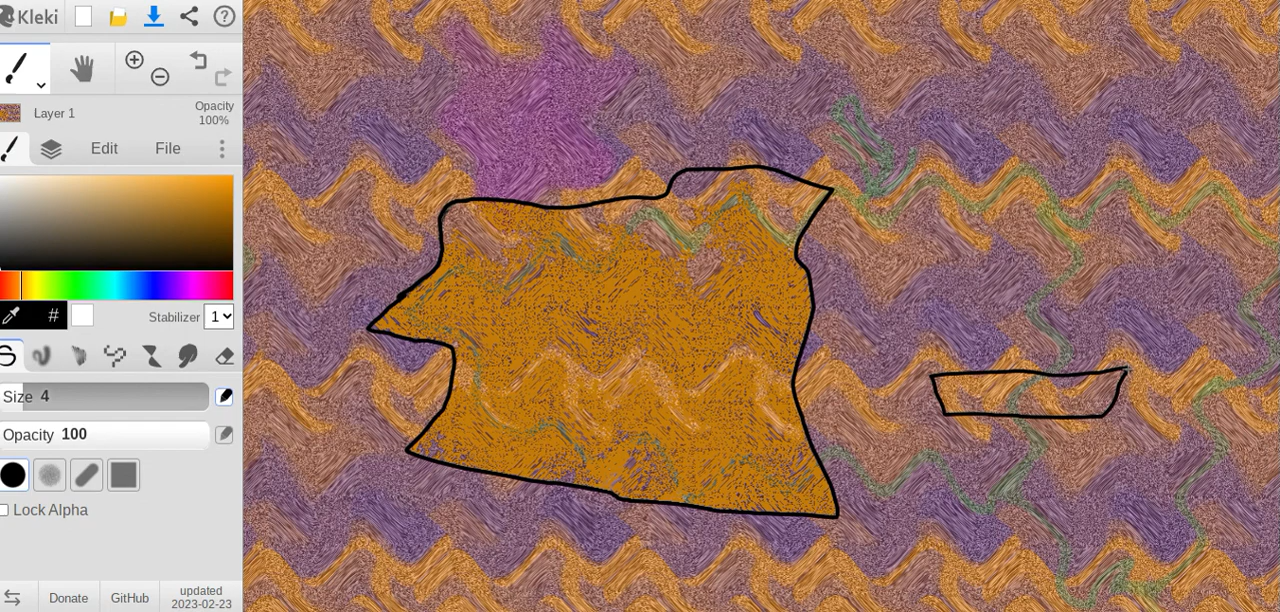 Kleki
Layer 1
Opacity
100%
Edit
File
#
Stabilizer 1
Size 4
Opacity 100
Lock Alpha
Donate
GitHub
updated
2023-02-23